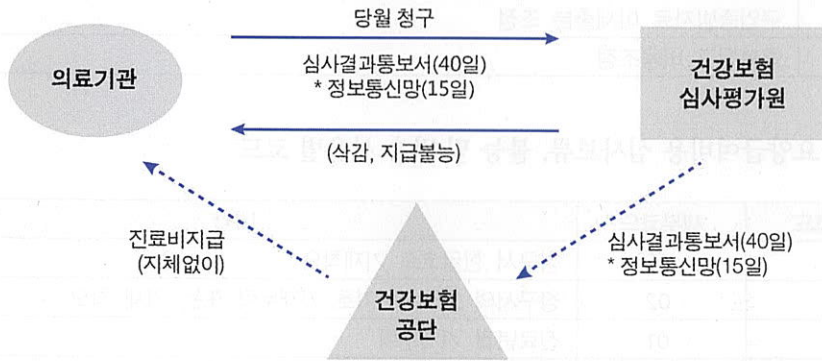 당월 청구
의료기관
심사결과통보서(40일)
* 정보통신망(15일)
건강보험
심사평가원
(삭감, 지급불능)
진료비지급
(지체없이)
심사결과통보서(40일)
* 정보통신망(15일)
건강보험
공단